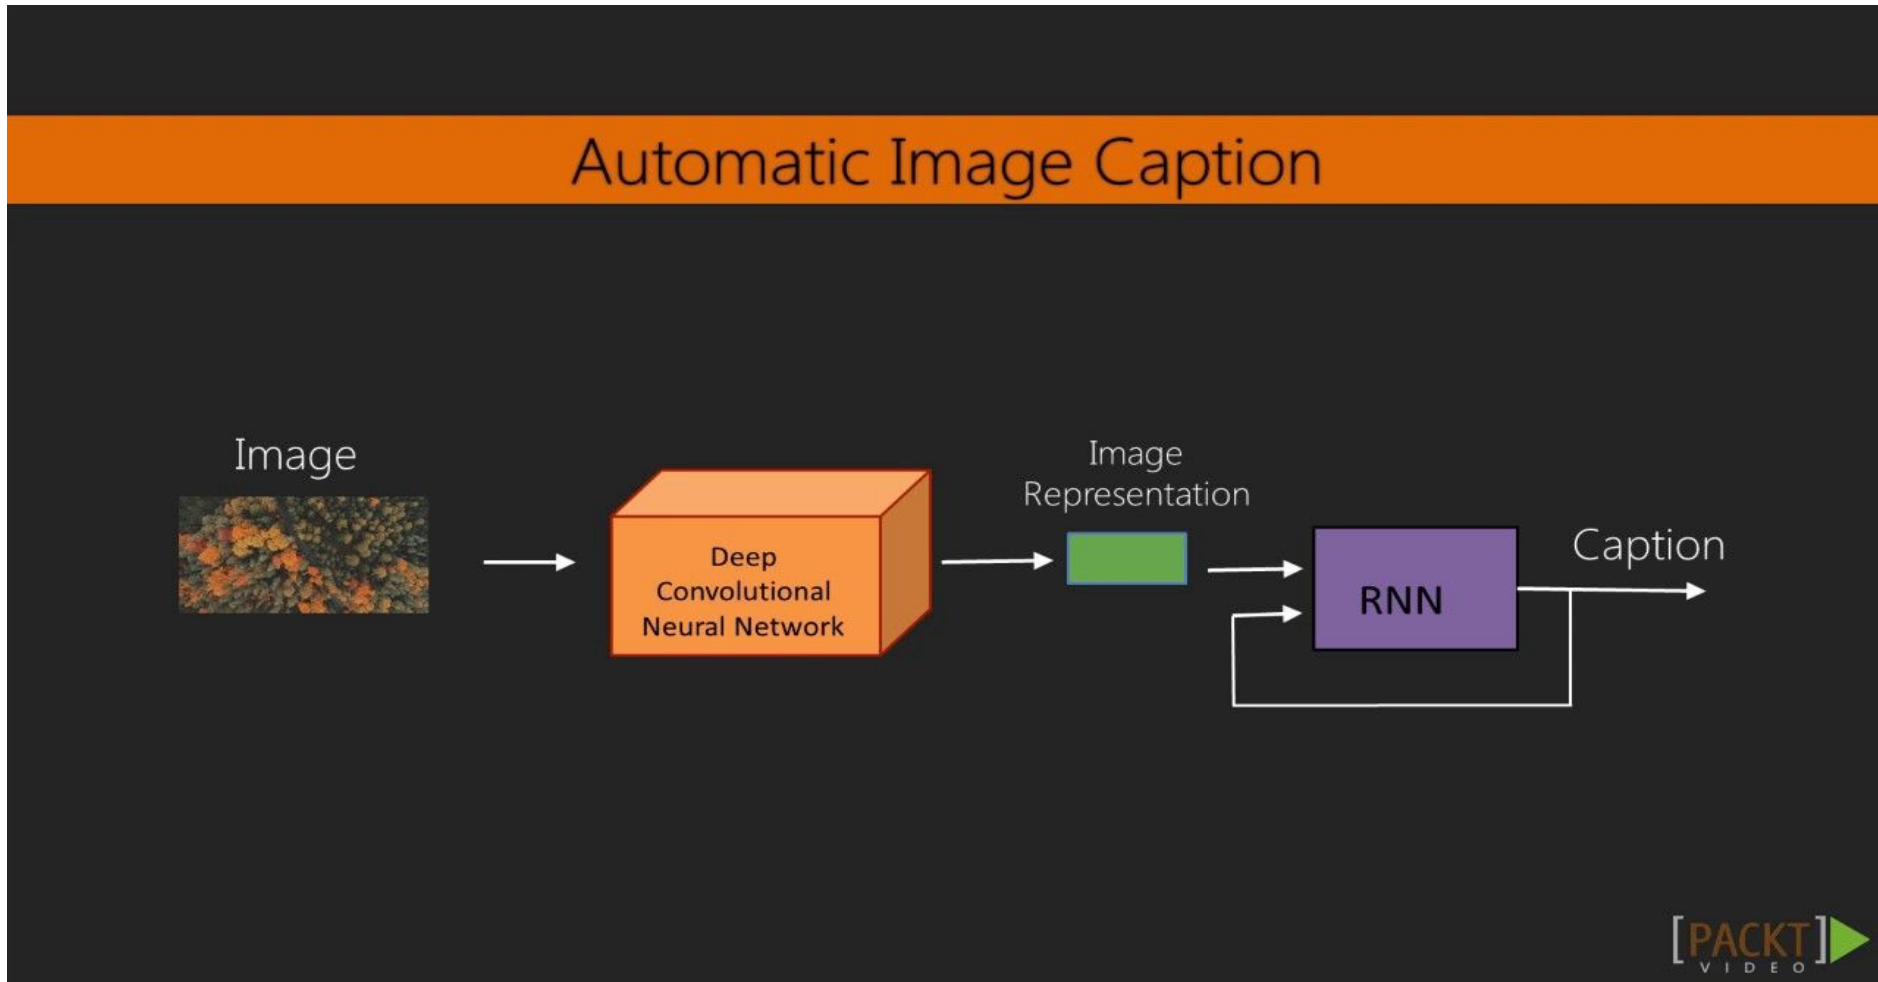 Automatic Image Caption
Image
Deep
Convolutional
Neural Network
Image
Representation
RNN
Caption
[PACKT]
VIDEO